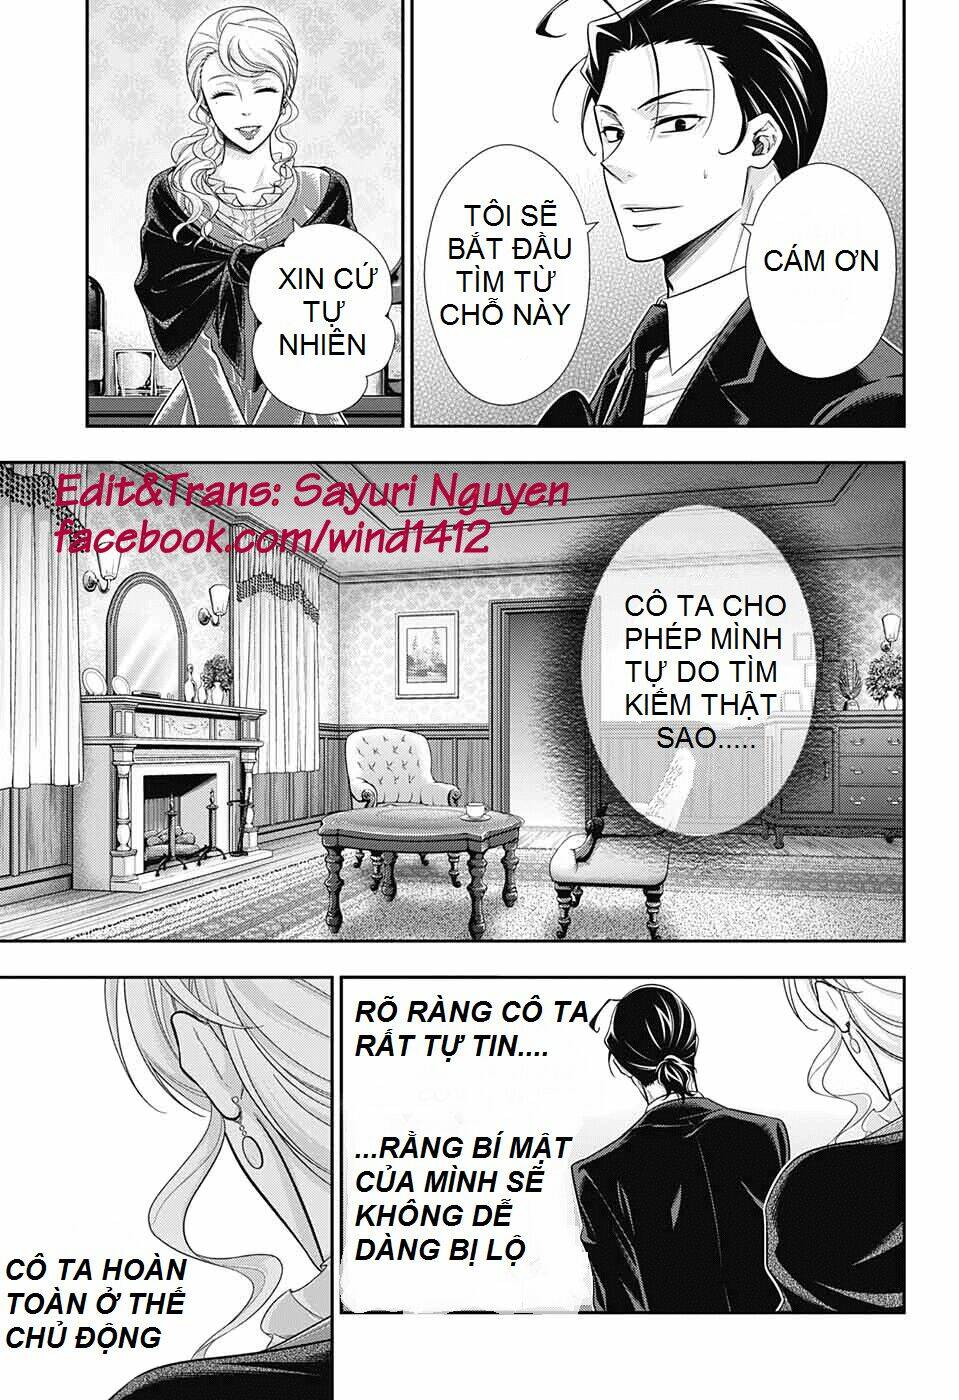 CÁM ƠN
TÔI SẼ
BẮT ĐẦU
TÌM TỪ
CHỖ NÀY
XIN CỨ
TỰ
NHIÊN
Edit&Trans: Sayuri Nguyen
facebook.com/wind1412
CÔ TA CHO
PHÉP MÌNH
TỰ DO TÌM
KIẾM THẬT
SAO.....
RÕ RÀNG CÔ TA
RẤT TỰ TIN....
...RẰNG BÍ MẬT
CỦA MÌNH SẼ
KHÔNG DỄ
DÀNG BỊ LỘ
CÔ TA HOÀN
TOÀN Ở THẾ
CHỦ ĐỘNG